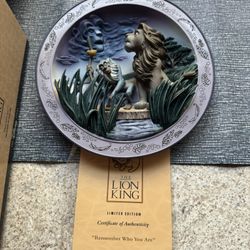 THE
LION
KING
LIMITED EDITION
Certificate of Authenticity
"Remember Who You Are"